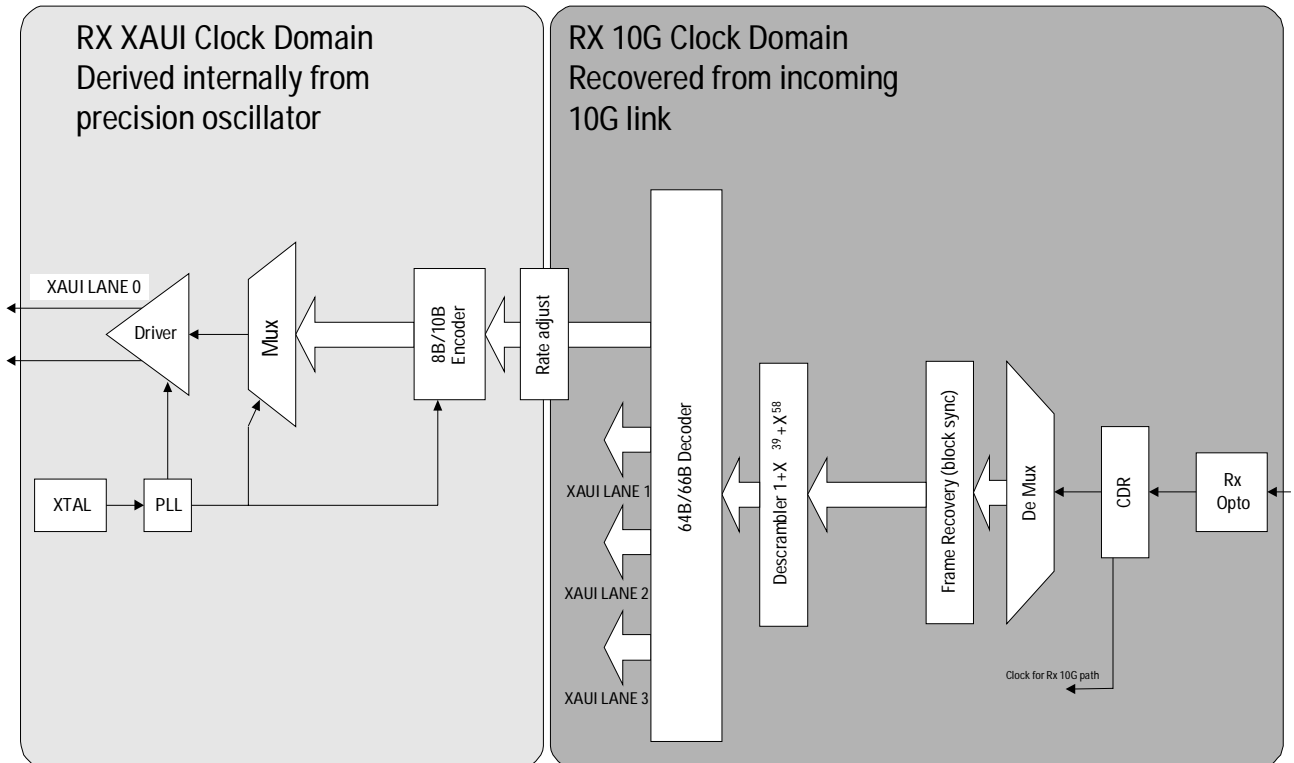 RX XAUI Clock Domain
Derived internally from
precision oscillator
RX 10G Clock Domain
Recovered from incoming
10G link
XAUI LANE 0
Driver
Mux
8B/10B
Encoder
Rate adjust
XTAL
PLL
64B/66B Decoder
XAUI LANE 1
XAUI LANE 2
XAUI LANE 3
Descrambler 1+X 39+X58
Frame Recovery (block sync)
De Mux
CDR
Rx
Opto
Clock for Rx 10G path